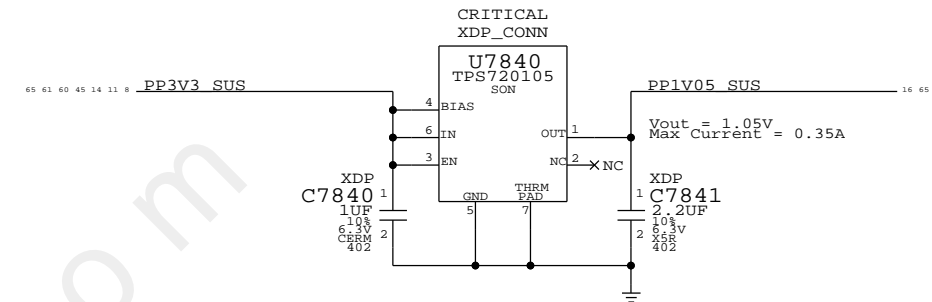 CRITICAL
XDP_CONN
U7840
TPS720105
SON
65 61 60 45 14 11 8 PP3V3_SUS
PP1V05_SUS 16 65
4 BIAS
6 IN
OUT 1
3 EN
NC 2 NC
Vout = 1.05V
Max Current = 0.35A
GND
THRM
PAD
5
7
XDP
C7840 1
1UF
10%
6.3V
CERM
402
2
XDP
1 C7841
2.2UF
10%
6.3V
X5R
402
2
om